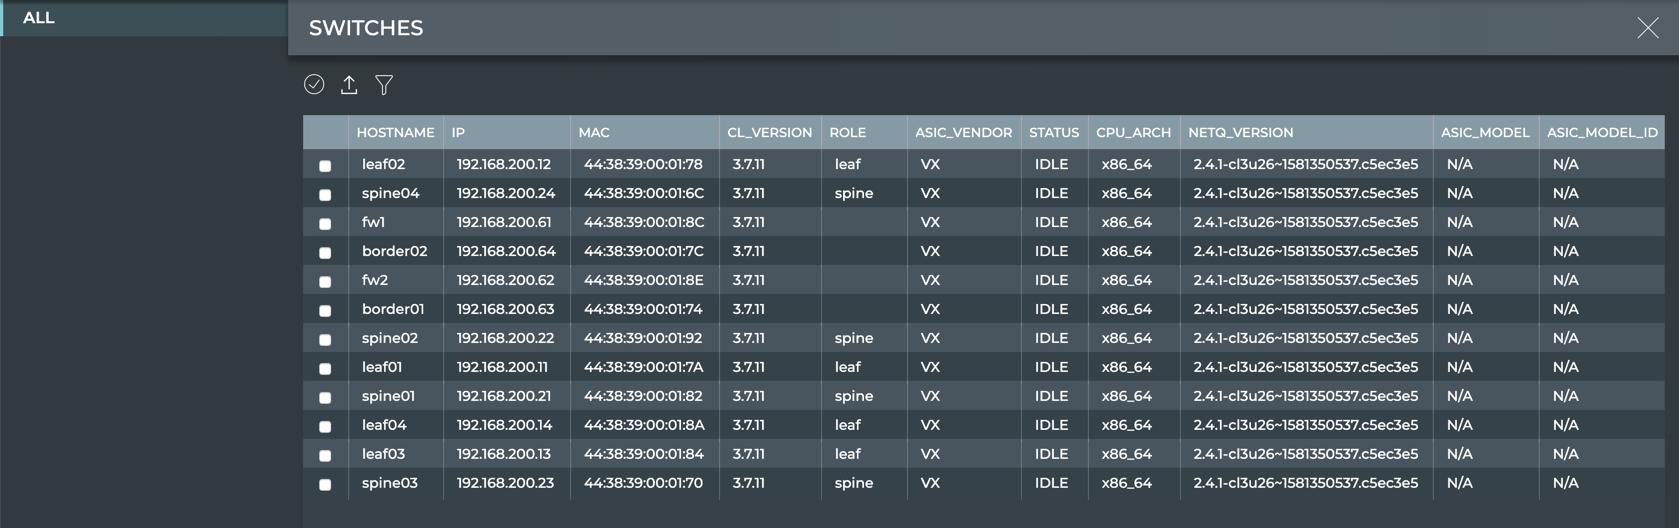 ALL
SWITCHES
HOSTNAME IP MAC CL_VERSION ROLE ASIC_VENDOR STATUS CPU_ARCH NETQ_VERSION ASIC_MODEL ASIC_MODEL_ID
leaf02 192.168.200.12 44:38:39:00:01:78 3.7.11 leaf VX IDLE x86_64 2.4.1-cl3u26~1581350537.c5ec3e5 N/A N/A
spine04 192.168.200.24 44:38:39:00:01:6C 3.7.11 spine VX IDLE x86_64 2.4.1-cl3u26~1581350537.c5ec3e5 N/A N/A
fw1 192.168.200.61 44:38:39:00:01:8C 3.7.11 VX IDLE x86_64 2.4.1-cl3u26~1581350537.c5ec3e5 N/A N/A
border02 192.168.200.64 44:38:39:00:01:7C 3.7.11 VX IDLE x86_64 2.4.1-cl3u26~1581350537.c5ec3e5 N/A N/A
fw2 192.168.200.62 44:38:39:00:01:8E 3.7.11 VX IDLE x86_64 2.4.1-cl3u26~1581350537.c5ec3e5 N/A N/A
border01 192.168.200.63 44:38:39:00:01:74 3.7.11 VX IDLE x86_64 2.4.1-cl3u26~1581350537.c5ec3e5 N/A N/A
spine02 192.168.200.22 44:38:39:00:01:92 3.7.11 spine VX IDLE x86_64 2.4.1-cl3u26~1581350537.c5ec3e5 N/A N/A
leaf01 192.168.200.11 44:38:39:00:01:7A 3.7.11 leaf VX IDLE x86_64 2.4.1-cl3u26~1581350537.c5ec3e5 N/A N/A
spine01 192.168.200.21 44:38:39:00:01:82 3.7.11 spine VX IDLE x86_64 2.4.1-cl3u26~1581350537.c5ec3e5 N/A N/A
leaf04 192.168.200.14 44:38:39:00:01:8A 3.7.11 leaf VX IDLE x86_64 2.4.1-cl3u26~1581350537.c5ec3e5 N/A N/A
leaf03 192.168.200.13 44:38:39:00:01:84 3.7.11 leaf VX IDLE x86_64 2.4.1-cl3u26~1581350537.c5ec3e5 N/A N/A
spine03 192.168.200.23 44:38:39:00:01:70 3.7.11 spine VX IDLE x86_64 2.4.1-cl3u26~1581350537.c5ec3e5 N/A N/A